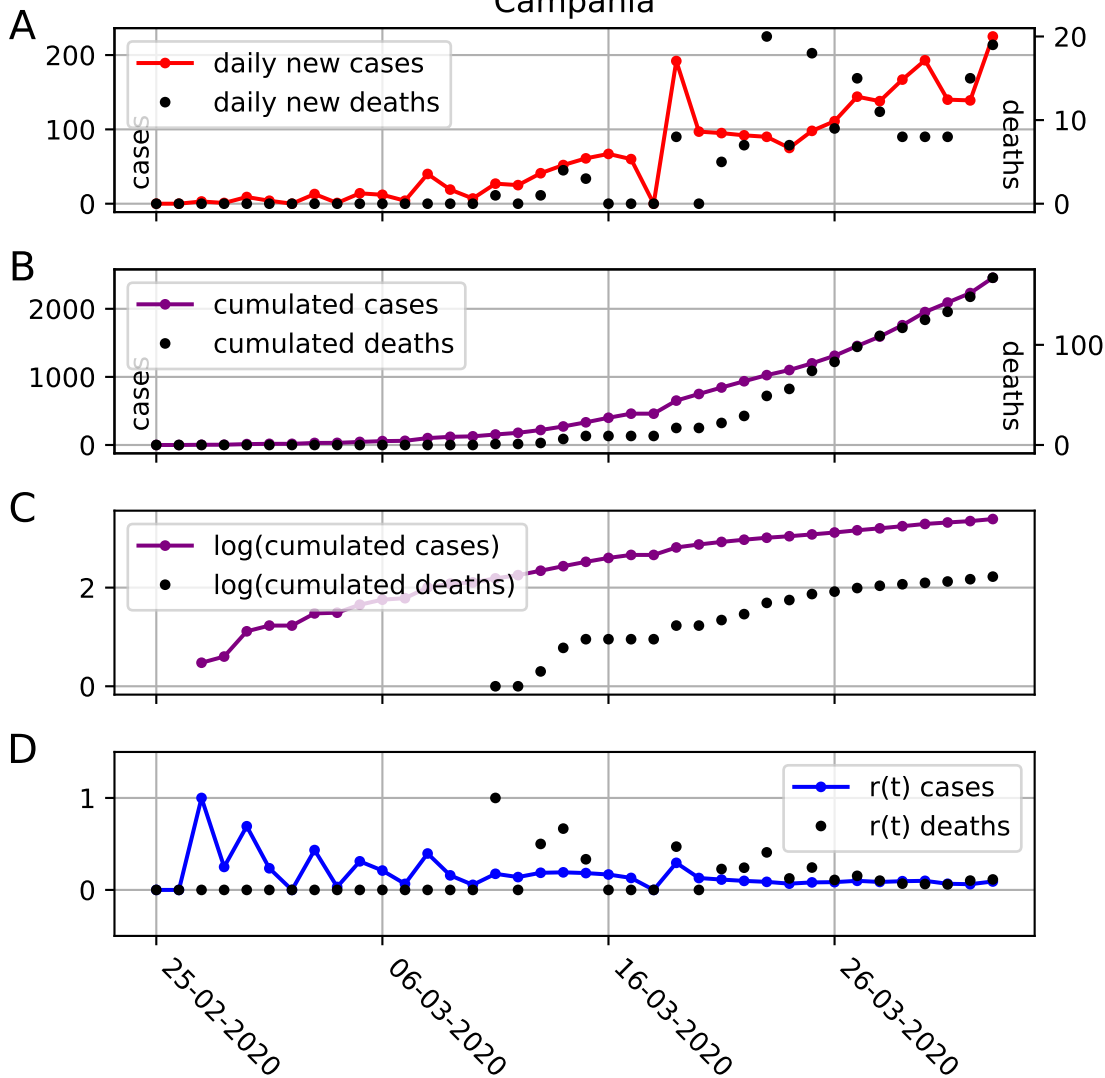 Campania
A
200
100
0
cases
daily new cases
daily new deaths
20
10
0
deaths
B
2000
1000
0
cases
cumulated cases
cumulated deaths
100
0
deaths
C
2
0
log(cumulated cases)
log(cumulated deaths)
D
1
0
r(t) cases
r(t) deaths
25-02-2020
06-03-2020
16-03-2020
26-03-2020